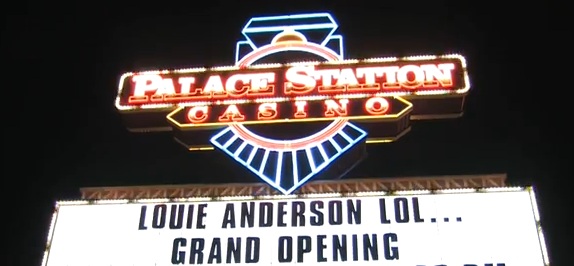 PALACE STATION
CASINO
LOUIE ANDERSON LOL...
GRAND OPENING